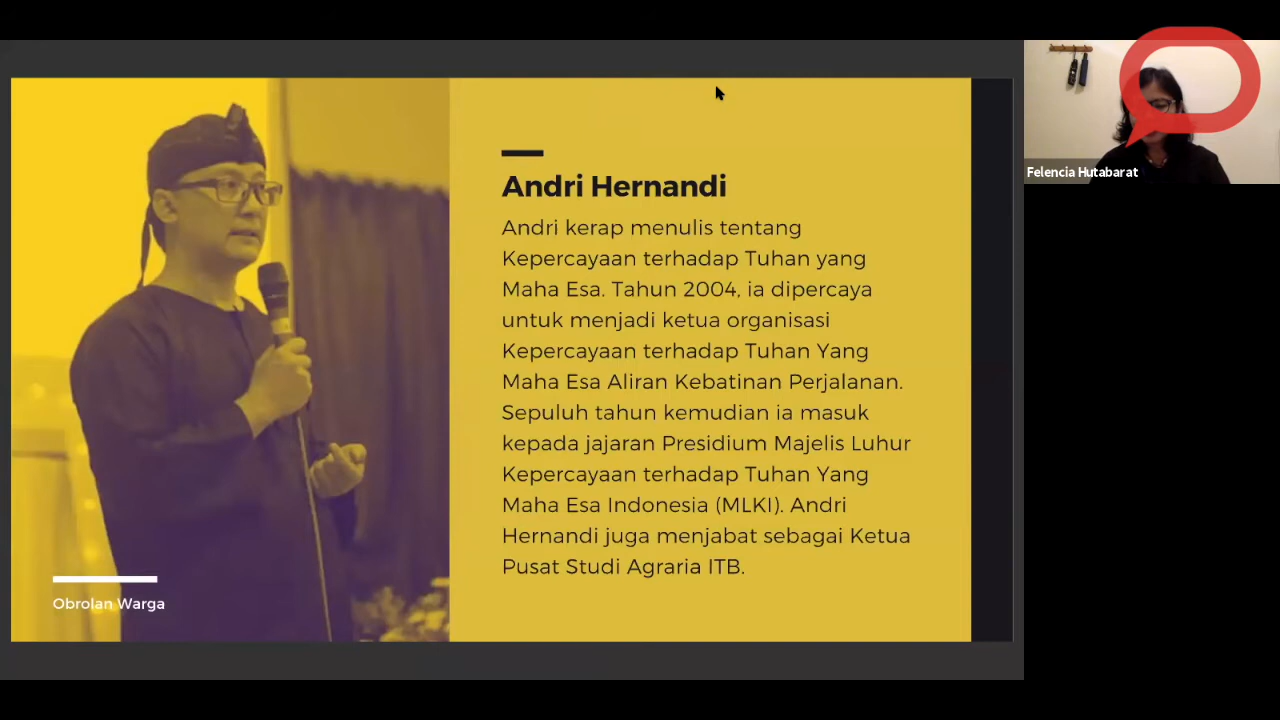 Andri Hernandi
Andri kerap menulis tentang
Kepercayaan terhadap Tuhan yang
Maha Esa. Tahun 2004, ia dipercaya
untuk menjadi ketua organisasi
Kepercayaan terhadap Tuhan Yang
Maha Esa Aliran Kebatinan Perjalanan.
Sepuluh tahun kemudian ia masuk
kepada jajaran Presidium Majelis Luhur
Kepercayaan terhadap Tuhan Yang
Maha Esa Indonesia (MLKI). Andri
Hernandi juga menjabat sebagai Ketua
Pusat Studi Agraria ITB.
Obrolan Warga
Felencia Hutabarat